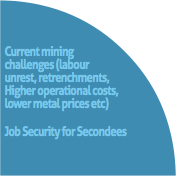 Current mining
challenges (labour
unrest, retrenchments,
Higher operational costs,
lower metal prices etc)
Job Security for Secondees